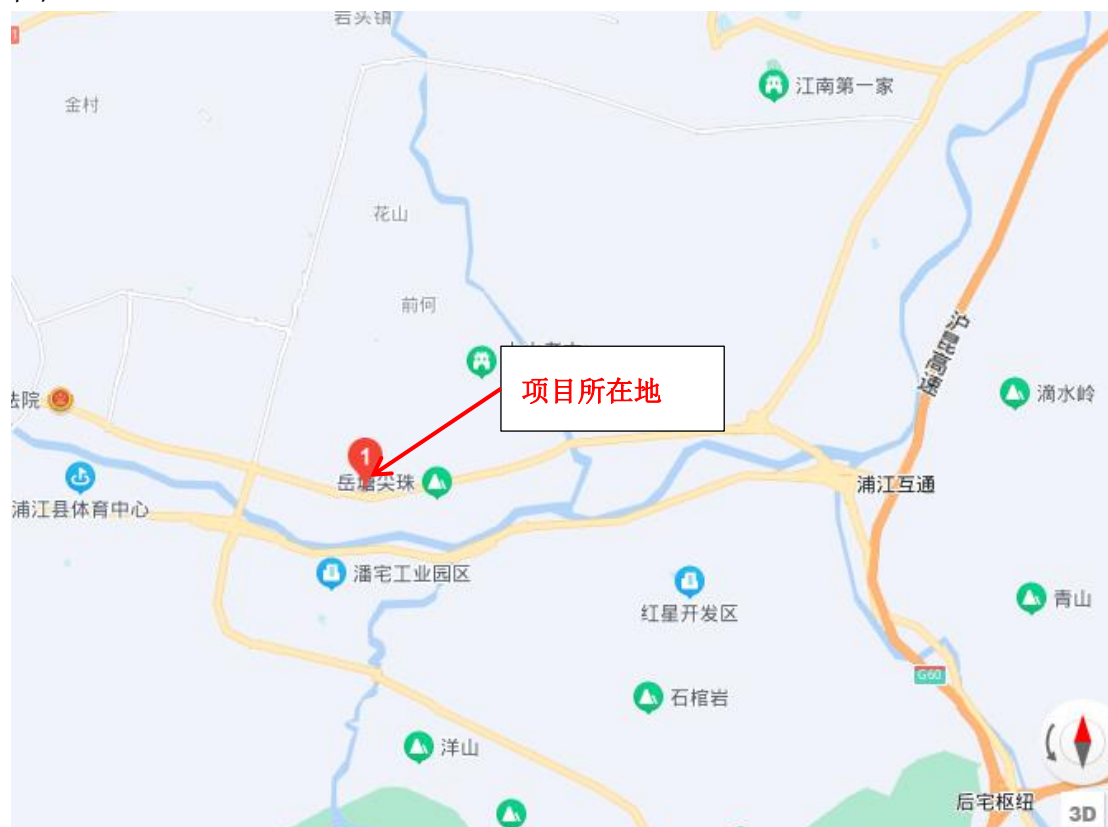 岩头镇
江南第一家
金村
花山
前何
沪昆高速
项目所在地
滴水岭
法院
1
岳塘尖珠
浦江互通
浦江县体育中心
潘宅工业园区
红星开发区
青山
G60
石棺岩
洋山
后宅枢纽
3D